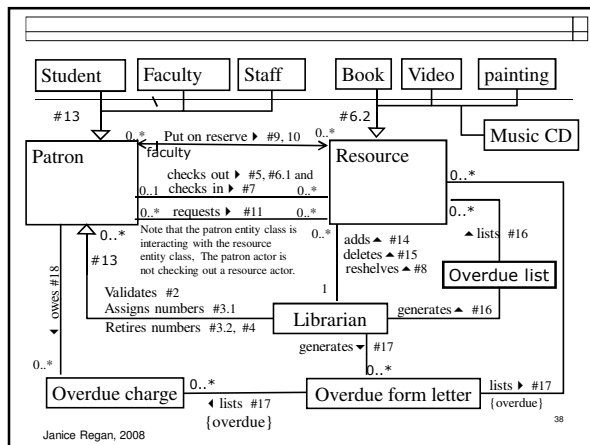 Student
Faculty
Staff
Book
Video
painting
#13
#6.2
Music CD
0..*
Put on reserve ▸ #9, 10
0..*
faculty
Patron
Resource
checks out ▸ #5, #6.1 and
checks in ▸ #7
0..1
0..*
0..*
0..*
requests ▸ #11
0..*
0..*
0..*
Note that the patron entity class is
interacting with the resource
entity class, The patron actor is
not checking out a resource actor.
#13
adds ▴ #14
deletes ▴ #15
reshelves ▴ #8
▴ lists #16
Overdue list
◂ owes #18
Validates #2
Assigns numbers #3.1
Retires numbers #3.2, #4
1
Librarian
generates ▴ #16
generates ▾ #17
0..*
0..*
0..*
Overdue charge
Overdue form letter
lists ▸ #17
{overdue}
◂ lists #17
{overdue}
Janice Regan, 2008
38